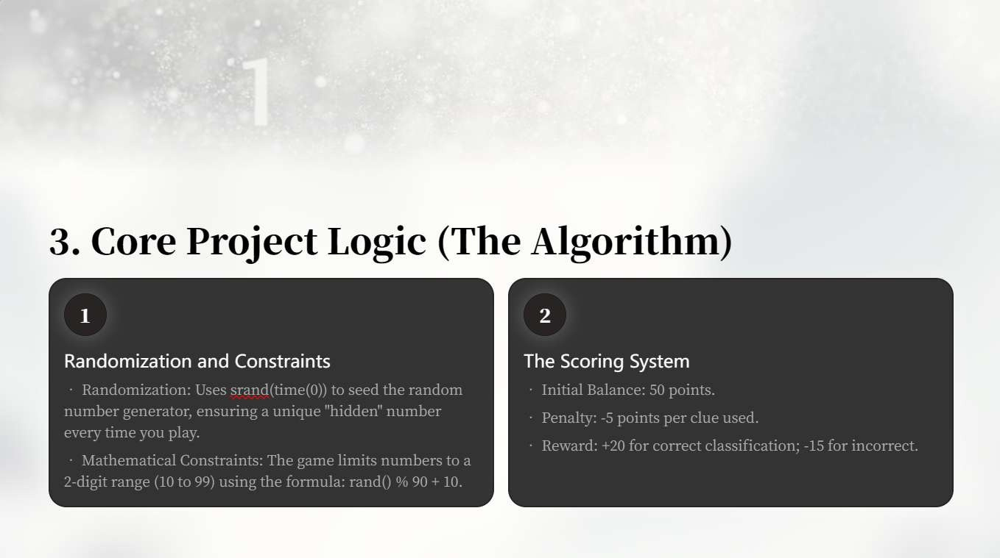 1
3. Core Project Logic (The Algorithm)
1
Randomization and Constraints
· Randomization: Uses srand(time(0)) to seed the random
number generator, ensuring a unique "hidden" number
every time you play.
· Mathematical Constraints: The game limits numbers to a
2-digit range (10 to 99) using the formula: rand() % 90 + 10.
2
The Scoring System
· Initial Balance: 50 points.
· Penalty: -5 points per clue used.
· Reward: +20 for correct classification; -15 for incorrect.